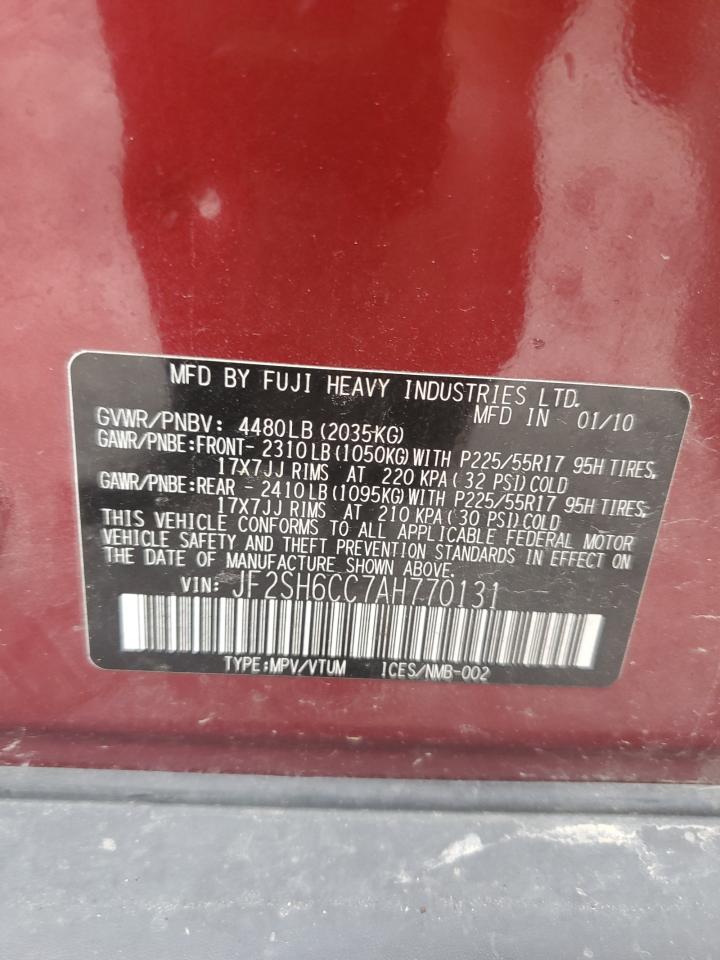 MFD BY FUJI HEAVY INDUSTRIES LTD.
MFD IN 01/10
GVWR/PNBV: 4480LB(2035KG)
GAWR/PNBE:FRONT- 2310LB(1050KG)WITH P225/55R17 95H TIRES,
17X7JJ RIMS AT 220 KPA( 32 PSI)COLD
GAWR/PNBE:REAR - 2410LB(1095KG)WITH P225/55R17 95H TIRES,
17X7JJ RIMS AT 210 KPA(30 PSI)COLD
THIS VEHICLE CONFORMS TO ALL APPLICABLE FEDERAL MOTOR
VEHICLE SAFETY AND THEFT PREVENTION STANDARDS IN EFFECT ON
THE DATE OF MANUFACTURE SHOWN ABOVE.
VIN: JF2SH6CC7AH770131
TYPE:MPV/VTUM ICES/NMB-002